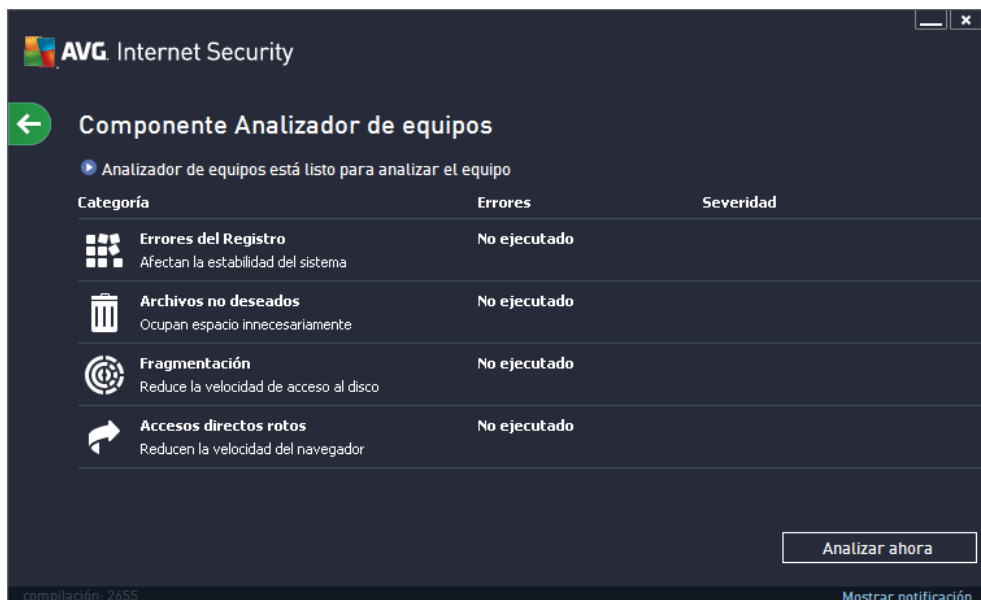 AVG. Internet Security
Componente Analizador de equipos
Analizador de equipos está listo para analizar el equipo
Categoría Errores Severidad
Errores del Registro No ejecutado
Afectan la estabilidad del sistema
Archivos no deseados No ejecutado
Ocupan espacio innecesariamente
Fragmentación No ejecutado
Reduce la velocidad de acceso al disco
Accesos directos rotos No ejecutado
Reducen la velocidad del navegador
Analizar ahora
compilación- 2655 Mostrar notificación